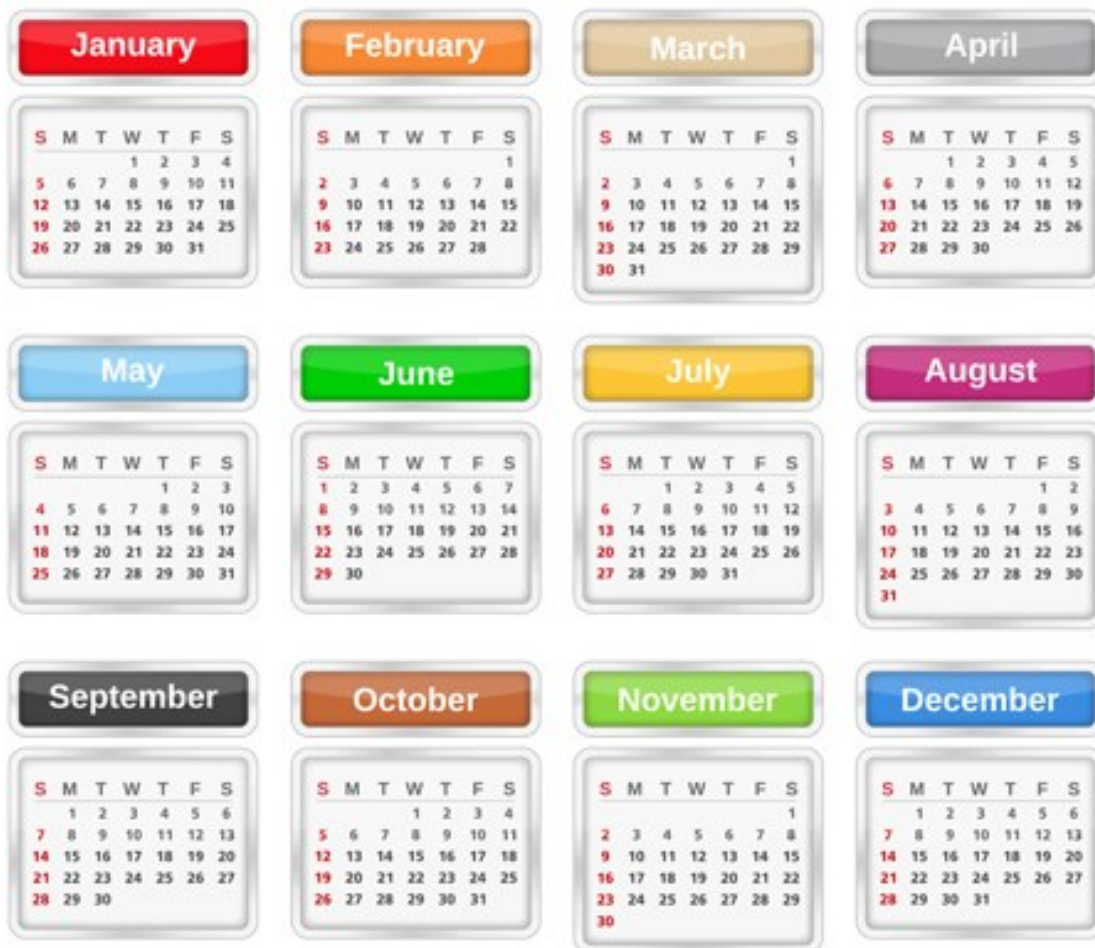 January
S M T W T F S
1 2 3 4
5 6 7 8 9 10 11
12 13 14 15 16 17 18
19 20 21 22 23 24 25
26 27 28 29 30 31
February
S M T W T F S
1
2 3 4 5 6 7 8
9 10 11 12 13 14 15
16 17 18 19 20 21 22
23 24 25 26 27 28
March
S M T W T F S
1
2 3 4 5 6 7 8
9 10 11 12 13 14 15
16 17 18 19 20 21 22
23 24 25 26 27 28 29
30 31
April
S M T W T F S
1 2 3 4 5
6 7 8 9 10 11 12
13 14 15 16 17 18 19
20 21 22 23 24 25 26
27 28 29 30
May
S M T W T F S
1 2 3
4 5 6 7 8 9 10
11 12 13 14 15 16 17
18 19 20 21 22 23 24
25 26 27 28 29 30 31
June
S M T W T F S
1 2 3 4 5 6 7
8 9 10 11 12 13 14
15 16 17 18 19 20 21
22 23 24 25 26 27 28
29 30
July
S M T W T F S
1 2 3 4 5
6 7 8 9 10 11 12
13 14 15 16 17 18 19
20 21 22 23 24 25 26
27 28 29 30 31
August
S M T W T F S
1 2
3 4 5 6 7 8 9
10 11 12 13 14 15 16
17 18 19 20 21 22 23
24 25 26 27 28 29 30
31
September
S M T W T F S
1 2 3 4 5 6
7 8 9 10 11 12 13
14 15 16 17 18 19 20
21 22 23 24 25 26 27
28 29 30
October
S M T W T F S
1 2 3 4
5 6 7 8 9 10 11
12 13 14 15 16 17 18
19 20 21 22 23 24 25
26 27 28 29 30 31
November
S M T W T F S
1
2 3 4 5 6 7 8
9 10 11 12 13 14 15
16 17 18 19 20 21 22
23 24 25 26 27 28 29
30
December
S M T W T F S
1 2 3 4 5 6
7 8 9 10 11 12 13
14 15 16 17 18 19 20
21 22 23 24 25 26 27
28 29 30 31